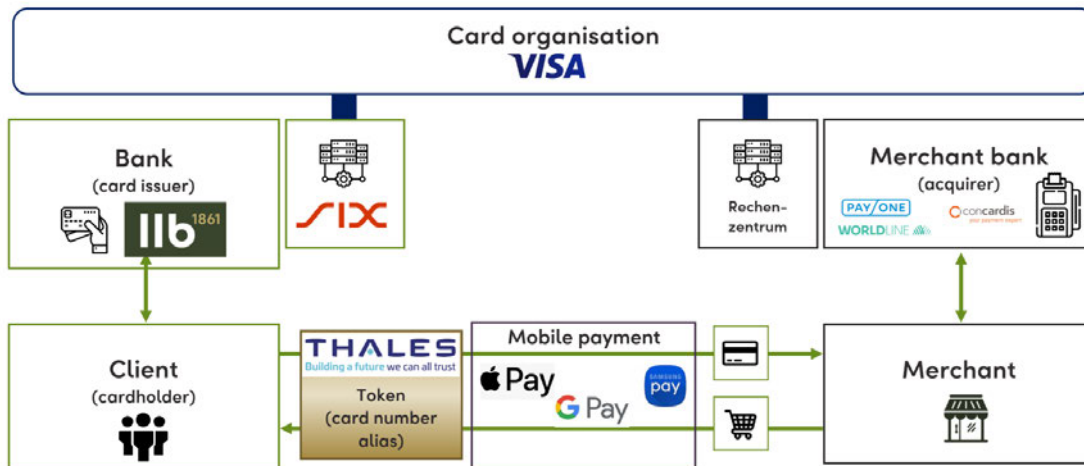 Card organisation
VISA
Bank
(card issuer)
llb 1861
SIX
Rechen-
zentrum
Merchant bank
(acquirer)
PAY/ONE
concardis
your payment expert
WORLDLINE
Client
(cardholder)
THALES
Building a future we can all trust
Token
(card number
alias)
Mobile payment
Pay
G Pay
SAMSUNG
pay
Merchant